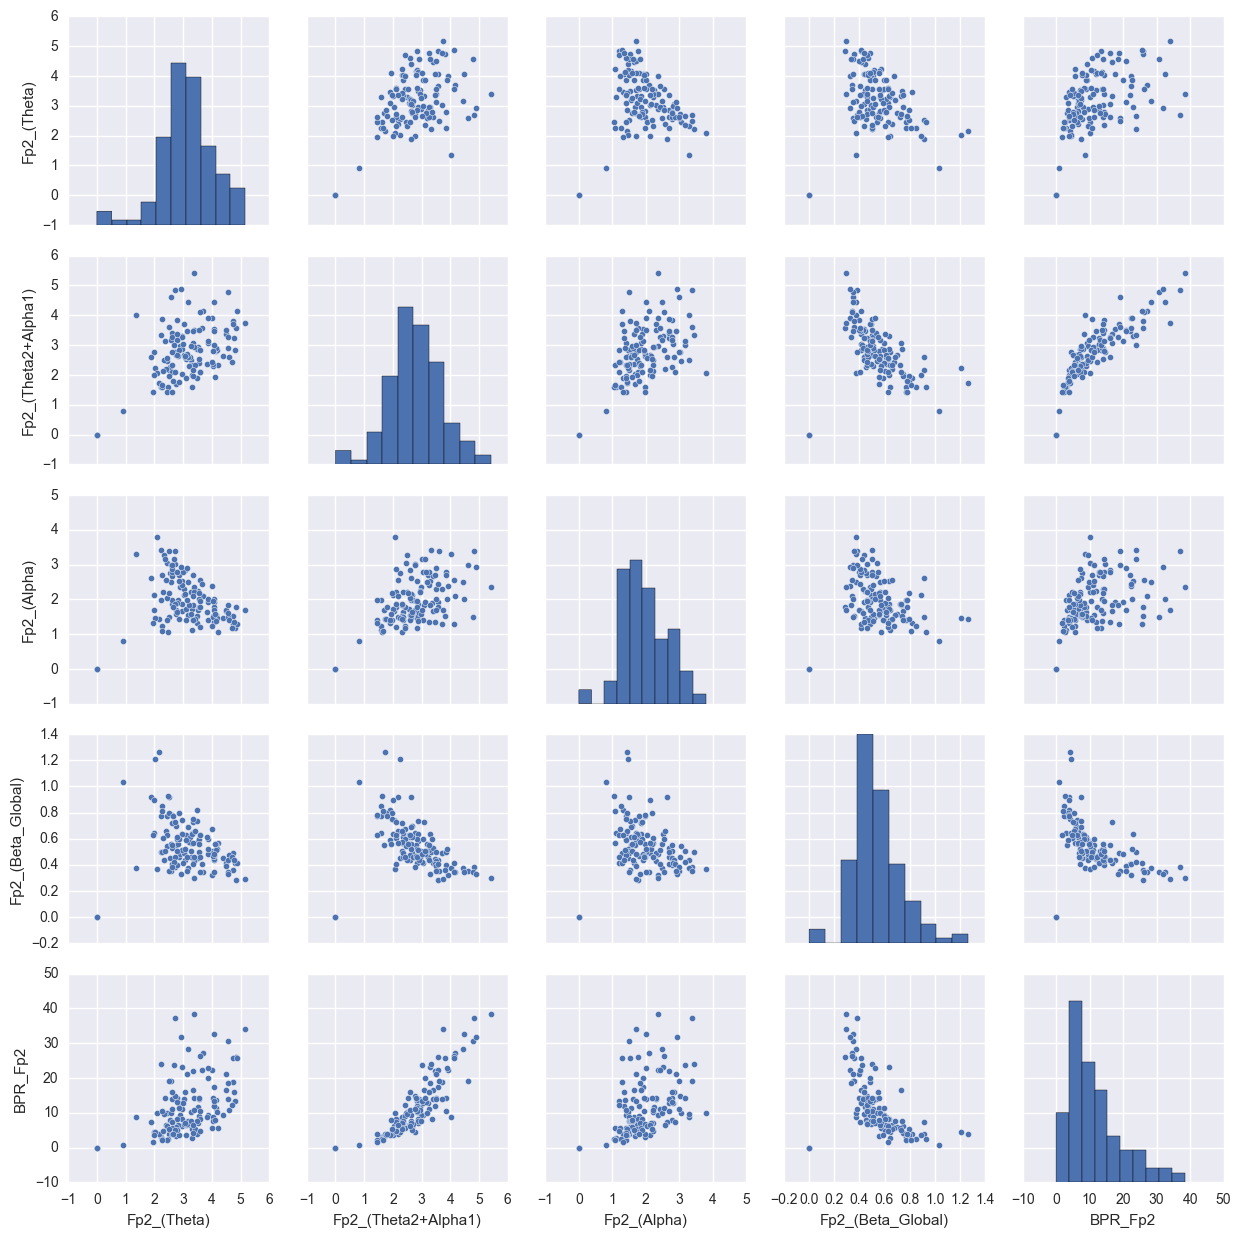 6
5
4
3
2
1
0
−1
Fp2_(Theta)
6
5
4
3
2
1
0
−1
Fp2_(Theta2+Alpha1)
5
4
3
2
1
0
−1
Fp2_(Alpha)
1.4
1.2
1.0
0.8
0.6
0.4
0.2
0.0
−0.2
Fp2_(Beta_Global)
50
40
30
20
10
0
−10
BPR_Fp2
−1 0 1 2 3 4 5 6
Fp2_(Theta)
−1 0 1 2 3 4 5 6
Fp2_(Theta2+Alpha1)
−1 0 1 2 3 4 5
Fp2_(Alpha)
−0.2 0.0 0.2 0.4 0.6 0.8 1.0 1.2 1.4
Fp2_(Beta_Global)
−10 0 10 20 30 40 50
BPR_Fp2